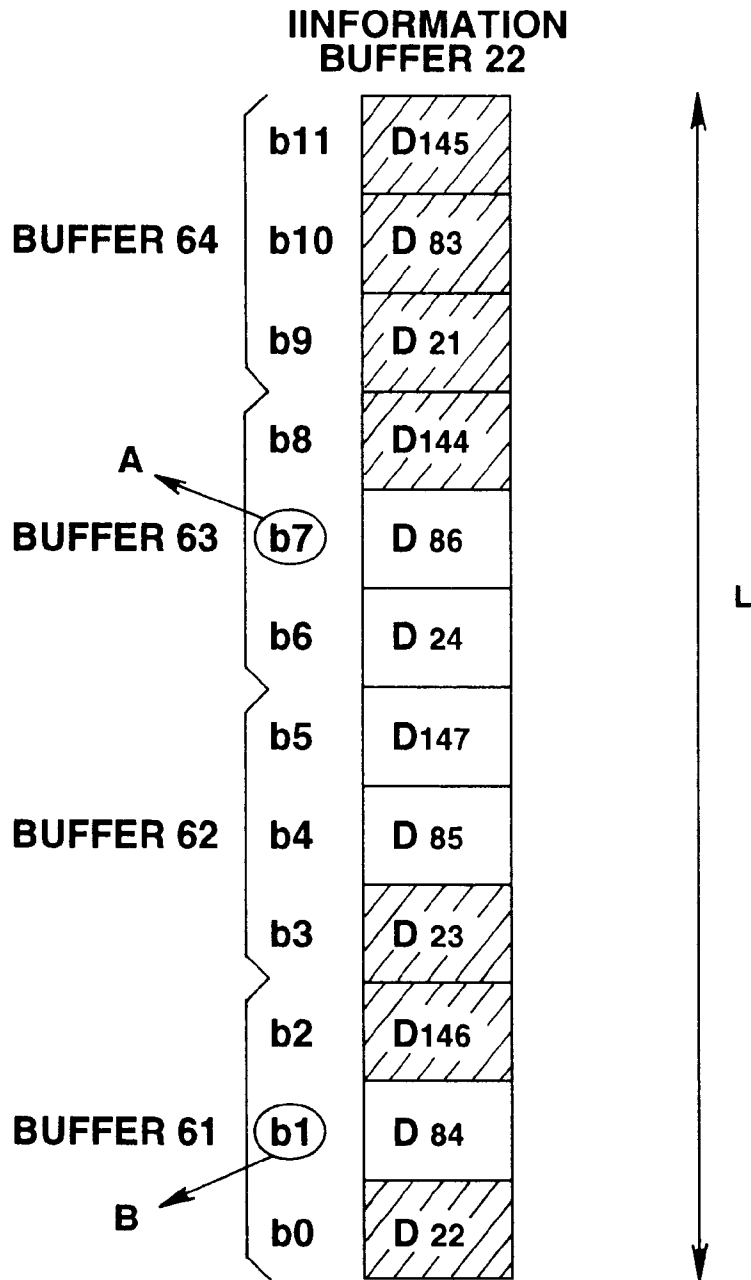 IINFORMATION
BUFFER 22
b11 D145
BUFFER 64 b10 D 83
b9 D 21
b8 D144
A
BUFFER 63 b7 D 86
L
b6 D 24
b5 D147
BUFFER 62 b4 D 85
b3 D 23
b2 D146
BUFFER 61 b1 D 84
B
b0 D 22